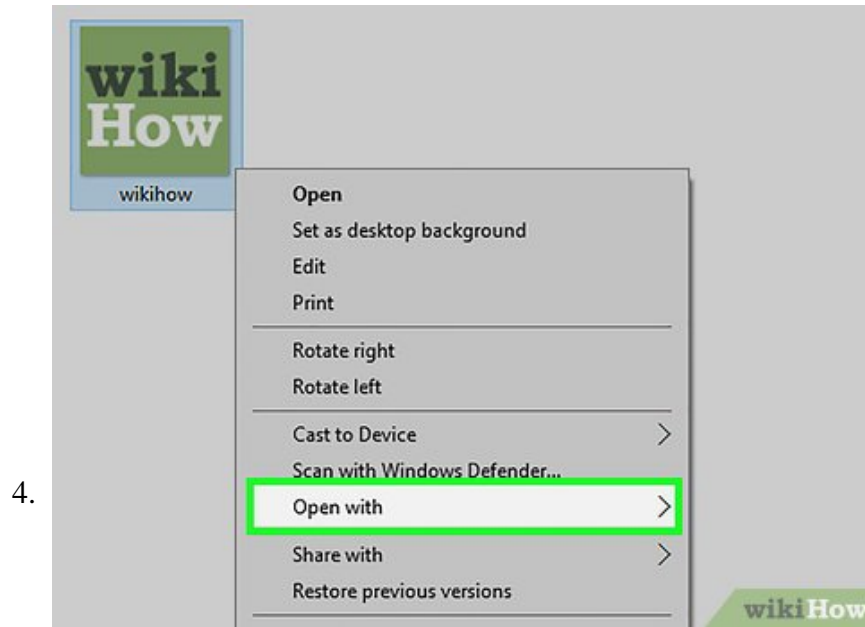 wiki
How
wikihow
Open
Set as desktop background
Edit
Print
Rotate right
Rotate left
Cast to Device
Scan with Windows Defender...
4.
Open with
Share with
Restore previous versions
wikiHow